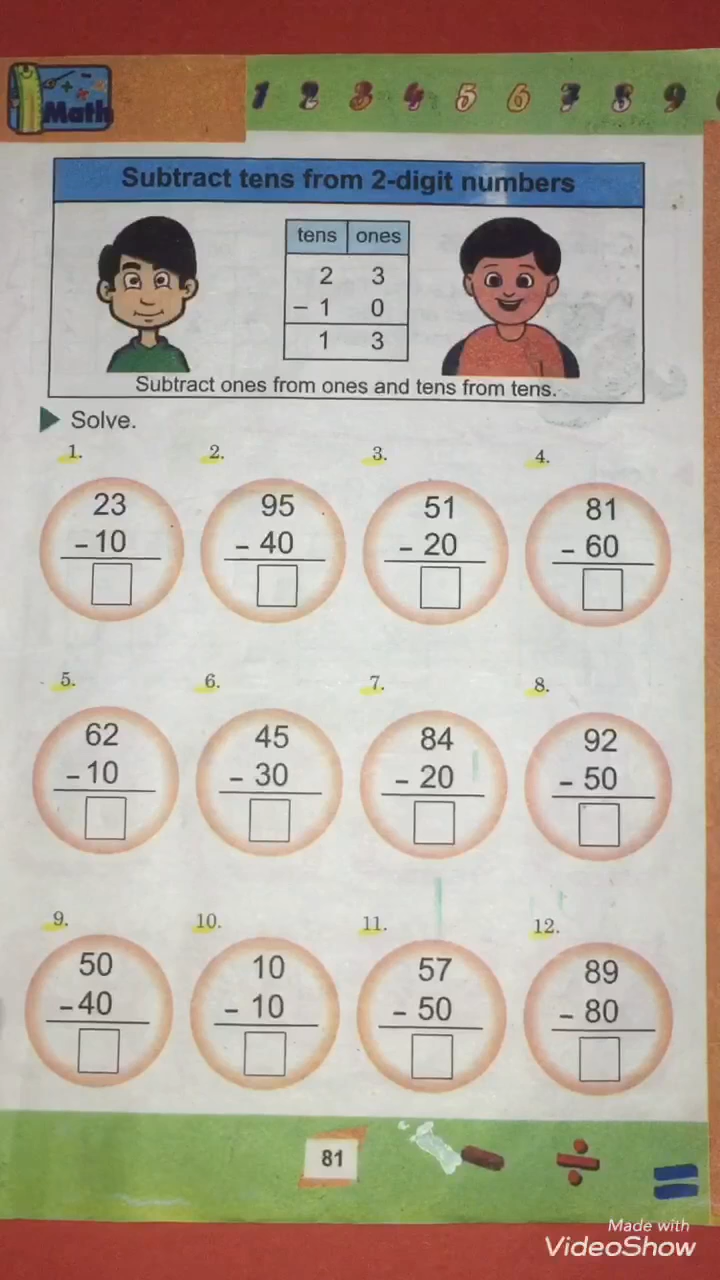 Math
1 2 3 4 5 6 7 8 9
Subtract tens from 2-digit numbers
tens ones
2 3
- 1 0
1 3
Subtract ones from ones and tens from tens.
Solve.
1. 2. 3. 4.
23 95 51 81
- 10 - 40 - 20 - 60
5. 6. 7. 8.
62 45 84 92
- 10 - 30 - 20 - 50
9. 10. 11. 12.
50 10 57 89
- 40 - 10 - 50 - 80
81
- ÷ =
Made with
VideoShow